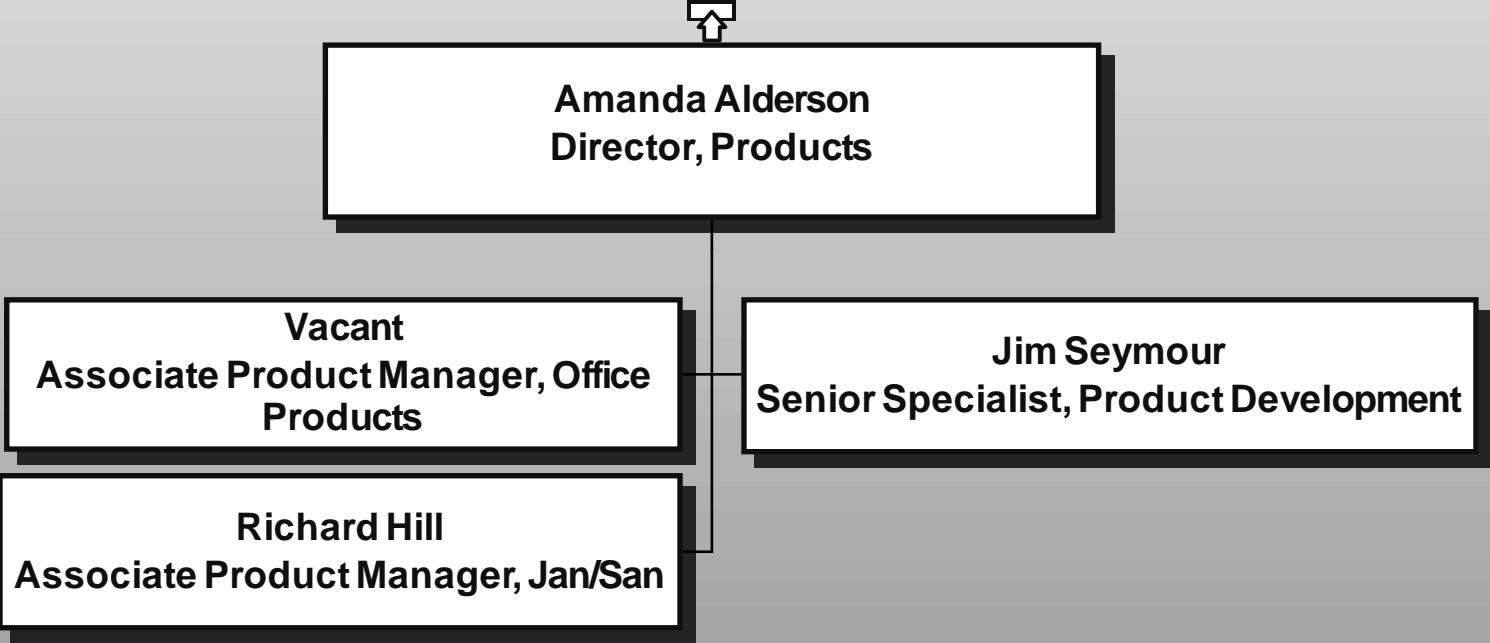 Amanda Alderson
Director, Products
Vacant
Associate Product Manager, Office
Products
Jim Seymour
Senior Specialist, Product Development
Richard Hill
Associate Product Manager, Jan/San